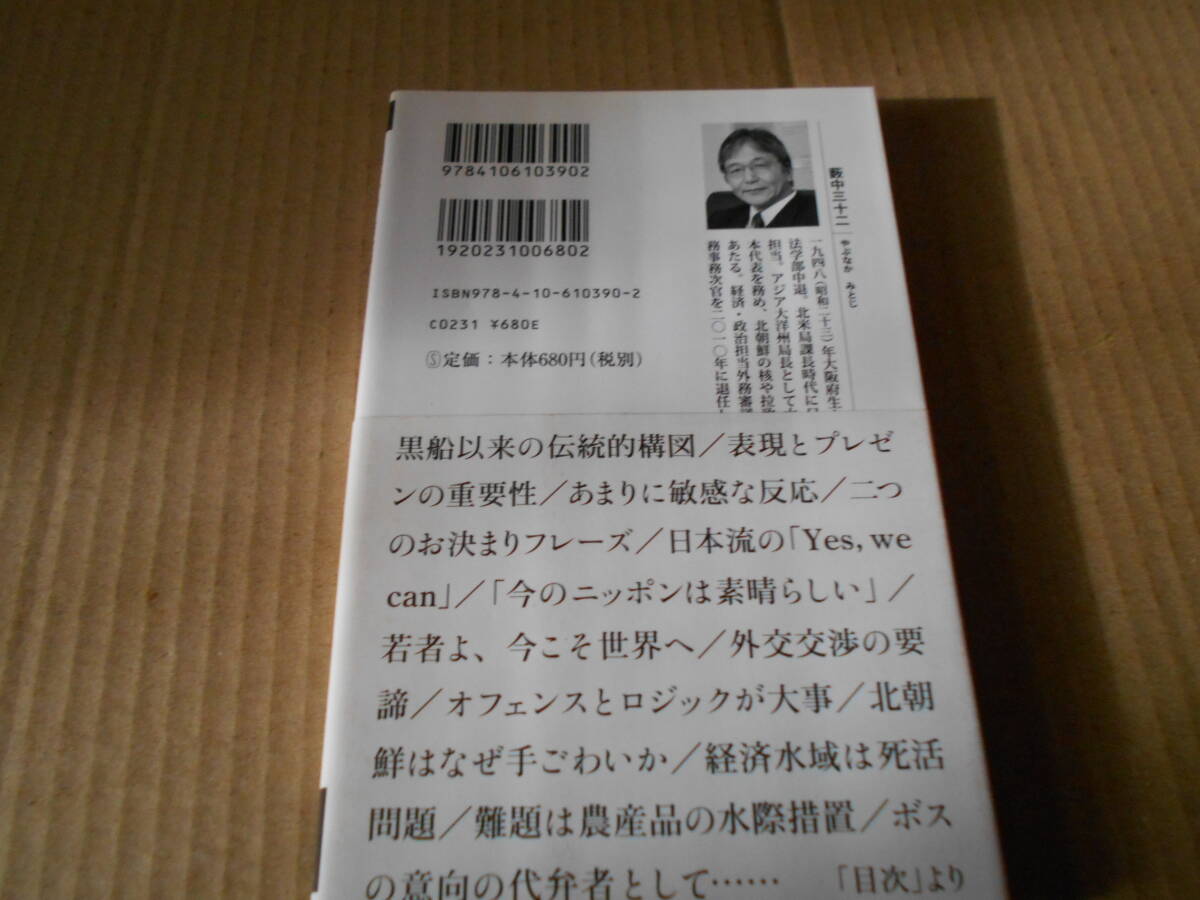 9784106103902
1920231006802
ISBN978-4-10-610390-2
C0231 ¥680E
Ⓢ定価：本体680円（税別）
藪中三十二 やぶなか みとじ
一九四八（昭和二十三）年大阪府生
法学部中退。北米局課長時代に
担当。アジア大洋州局長として
本代表を務め、北朝鮮の核や拉致
あたる。経済・政治担当外務審議
務事務次官を二〇一〇年に退任
黒船以来の伝統的構図／表現とプレゼ
ンの重要性／あまりに敏感な反応／二つ
のお決まりフレーズ／日本流の「Yes, we
can」／「今のニッポンは素晴らしい」／
若者よ、今こそ世界へ／外交交渉の要
諦／オフェンスとロジックが大事／北朝
鮮はなぜ手ごわいか／経済水域は死活
問題／難題は農産品の水際措置／ボス
の意向の代弁者として…… 「目次」より